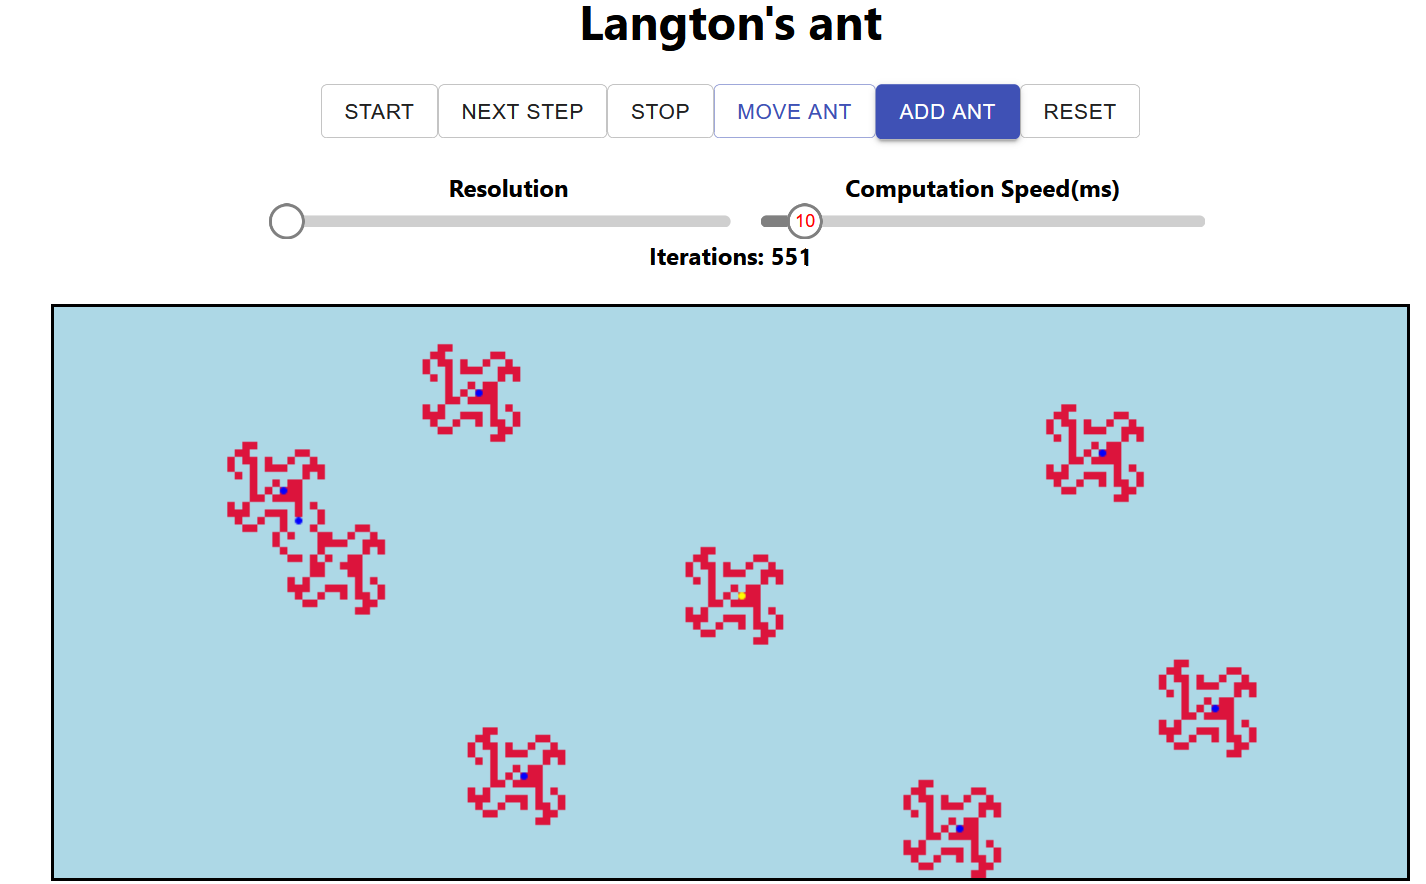 Langton's ant
START NEXT STEP STOP MOVE ANT ADD ANT RESET
Resolution Computation Speed(ms)
10
Iterations: 551